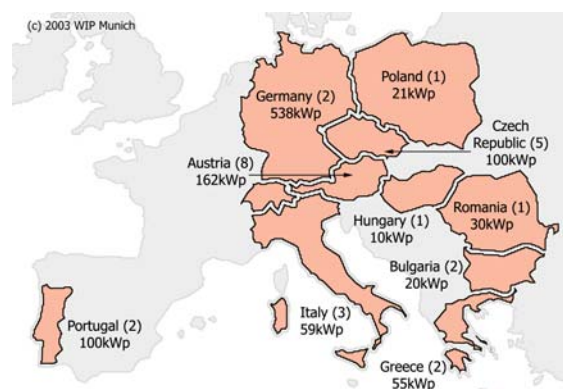 (c) 2003 WIP Munich
Poland (1)
21kWp
Germany (2)
538kWp
Czech
Republic (5)
100kWp
Austria (8)
162kWp
Hungary (1)
10kWp
Romania (1)
30kWp
Bulgaria (2)
20kWp
Italy (3)
59kWp
Portugal (2)
100kWp
Greece (2)
55kWp